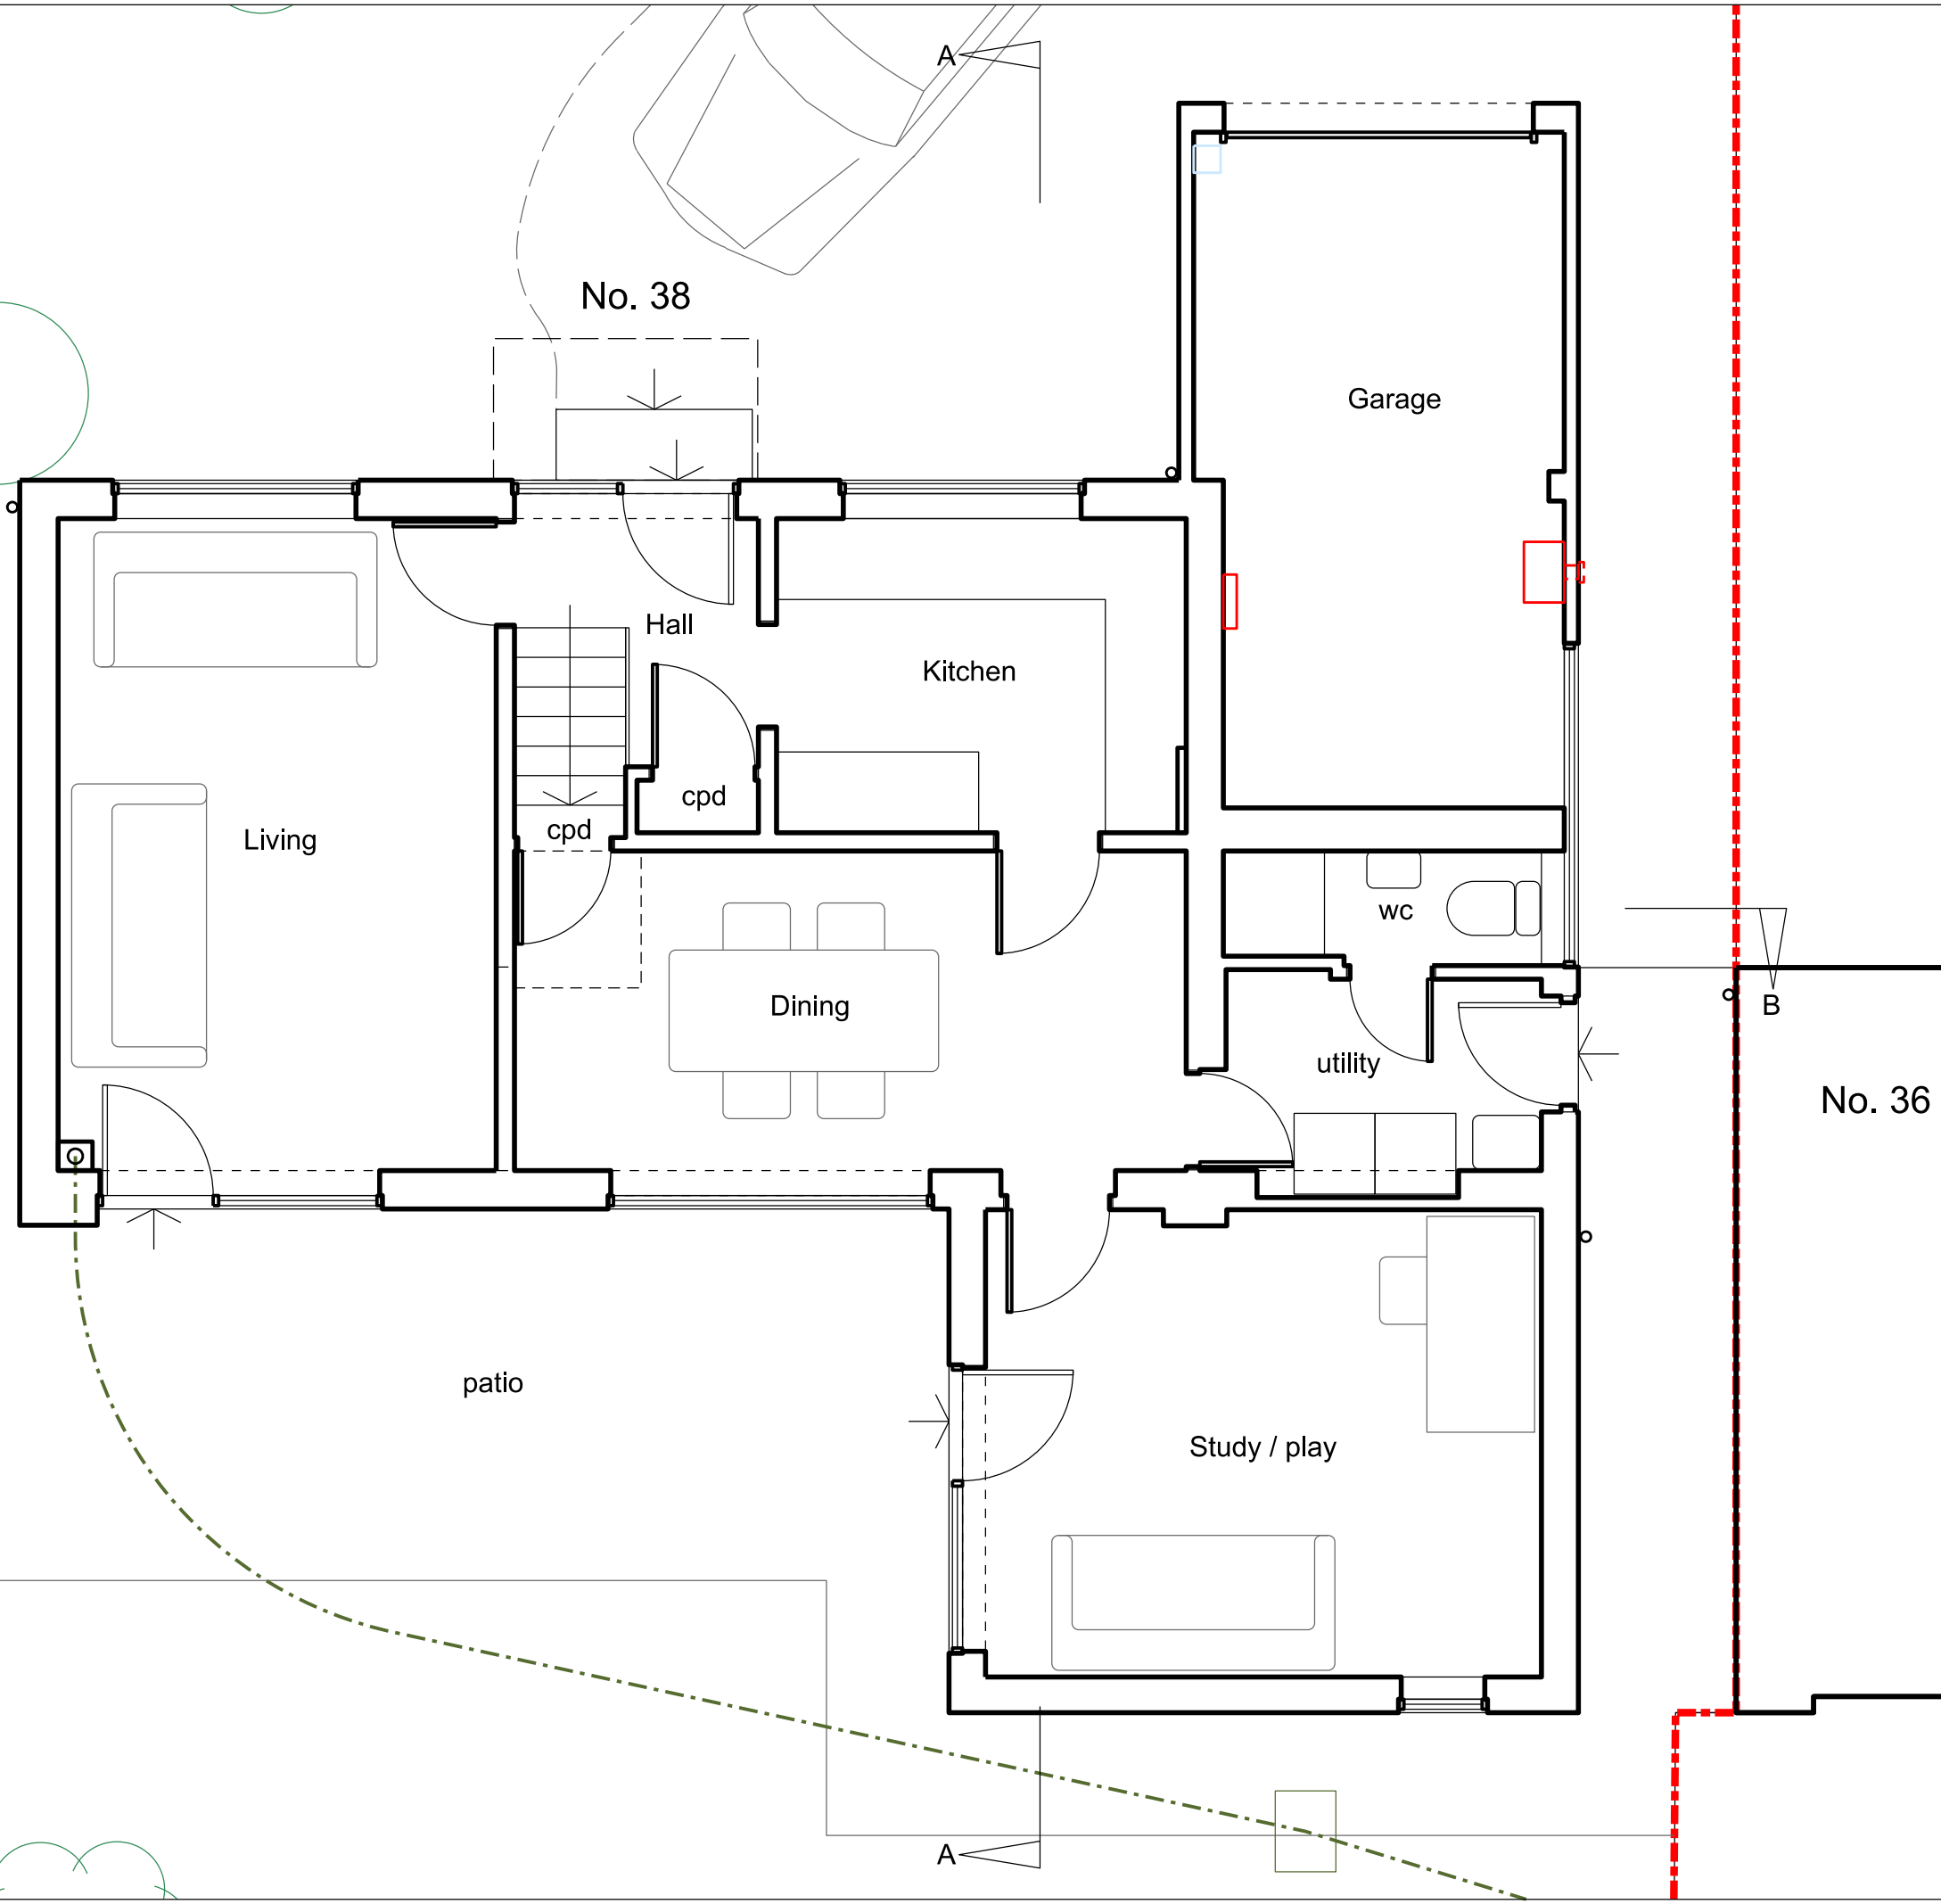 A
No. 38
Garage
Hall
Kitchen
cpd
cpd
Living
wc
Dining
B
utility
No. 36
patio
Study / play
A